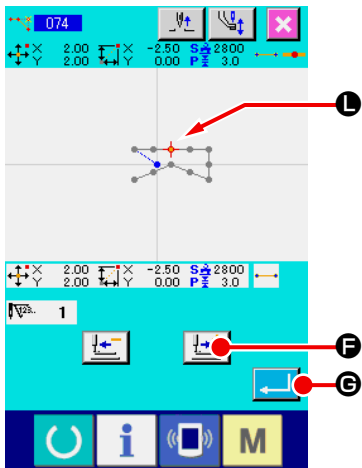 074
X 2.00 X -2.50 S 2800
Y 2.00 Y 0.00 P 3.0
L
X 2.00 X -2.50 S 2800
Y 2.00 Y 0.00 P 3.0
123.. 1
F
G
i M